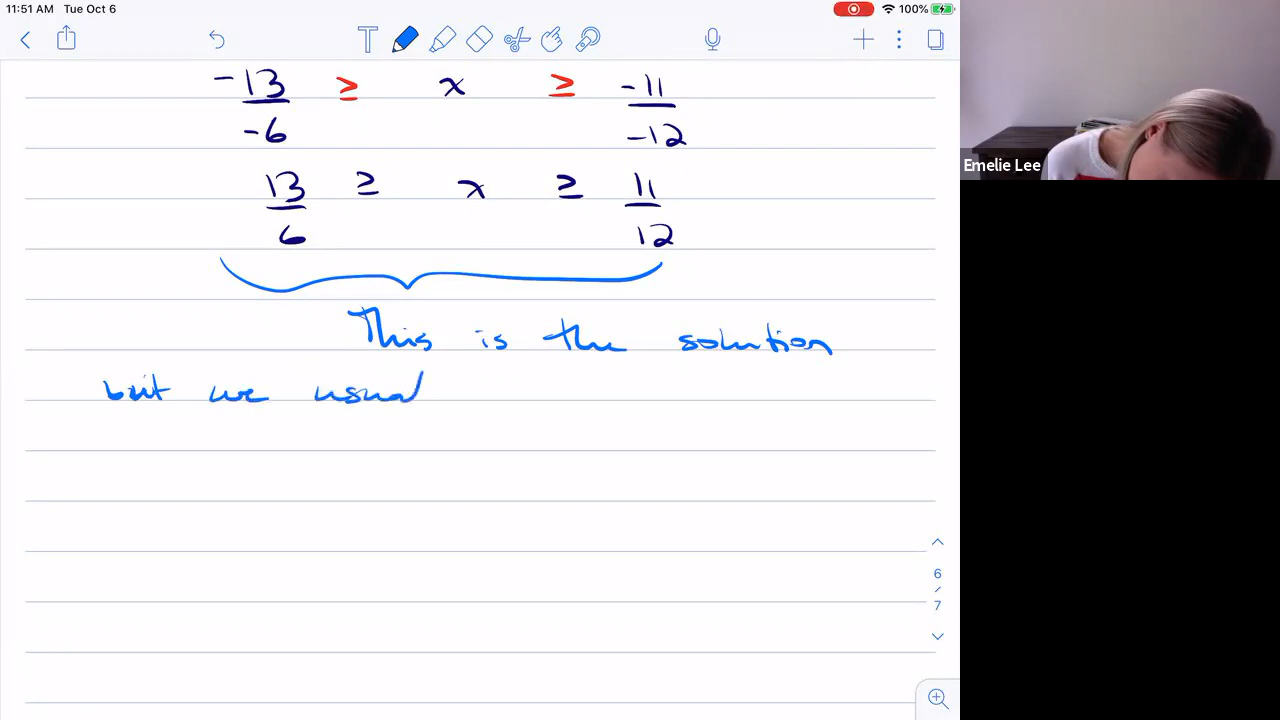 11:51 AM Tue Oct 6
100%
-13 ≥ x ≥ -11
-6 -12
13 ≥ x ≥ 11
6 12
This is the solution
but we usual
Emelie Lee
6
7